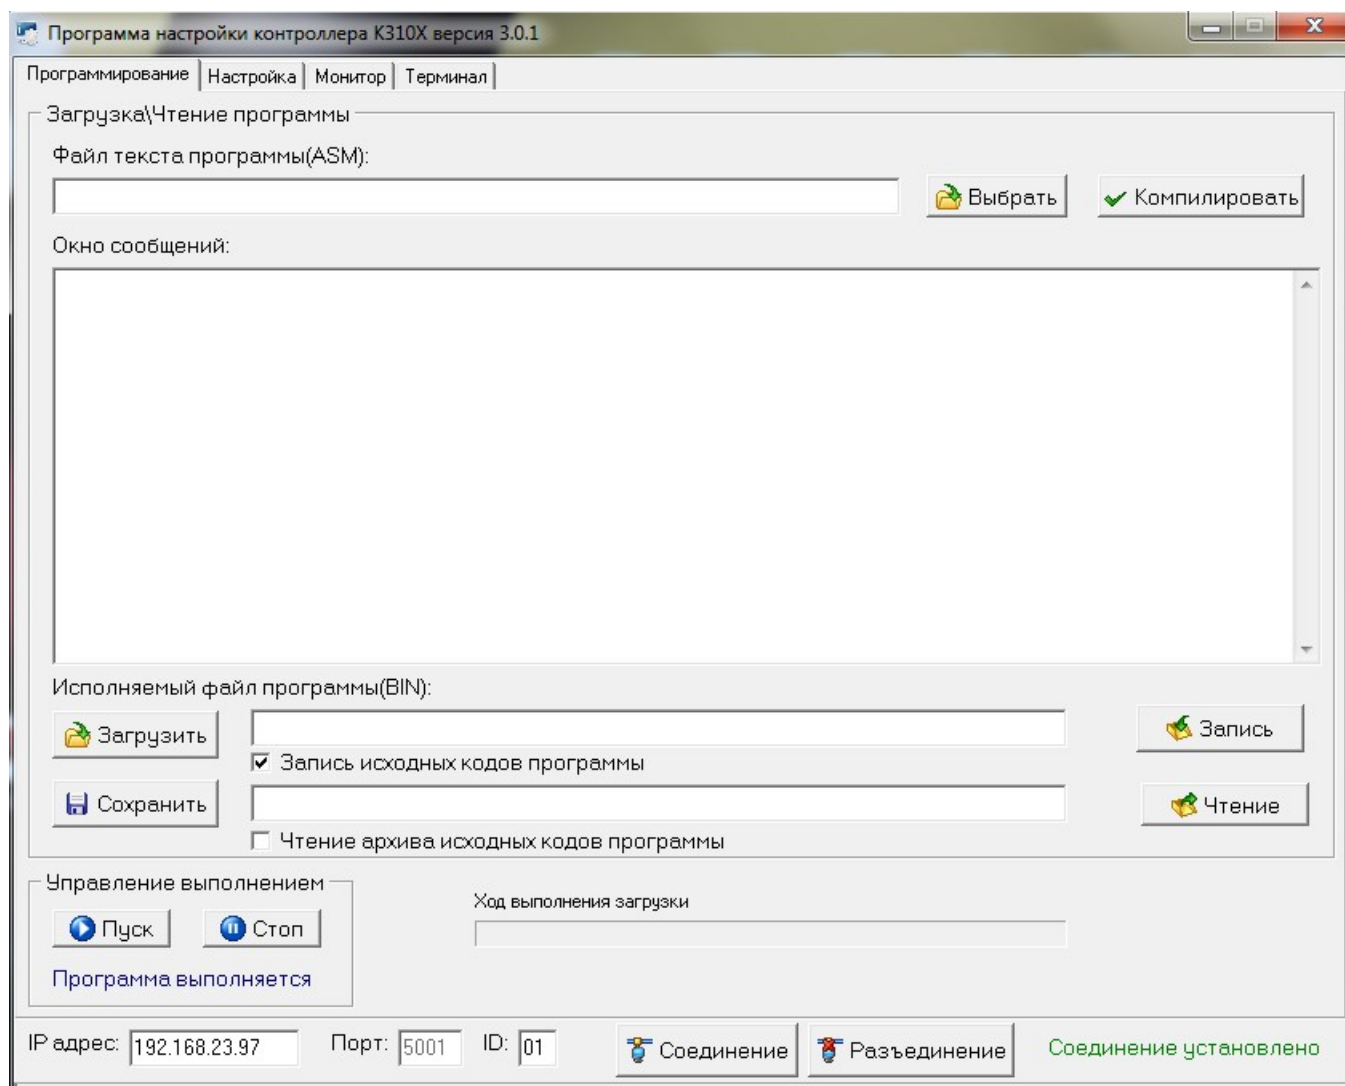 Программа настройки контроллера К310Х версия 3.0.1
Программирование Настройка Монитор Терминал
Загрузка\Чтение программы
Файл текста программы(ASM):
Выбрать Компилировать
Окно сообщений:
Исполняемый файл программы(BIN):
Загрузить Запись
Запись исходных кодов программы
Сохранить Чтение
Чтение архива исходных кодов программы
Управление выполнением
Ход выполнения загрузки
Пуск Стоп
Программа выполняется
IP адрес: 192.168.23.97 Порт: 5001 ID: 01 Соединение Разъединение Соединение установлено